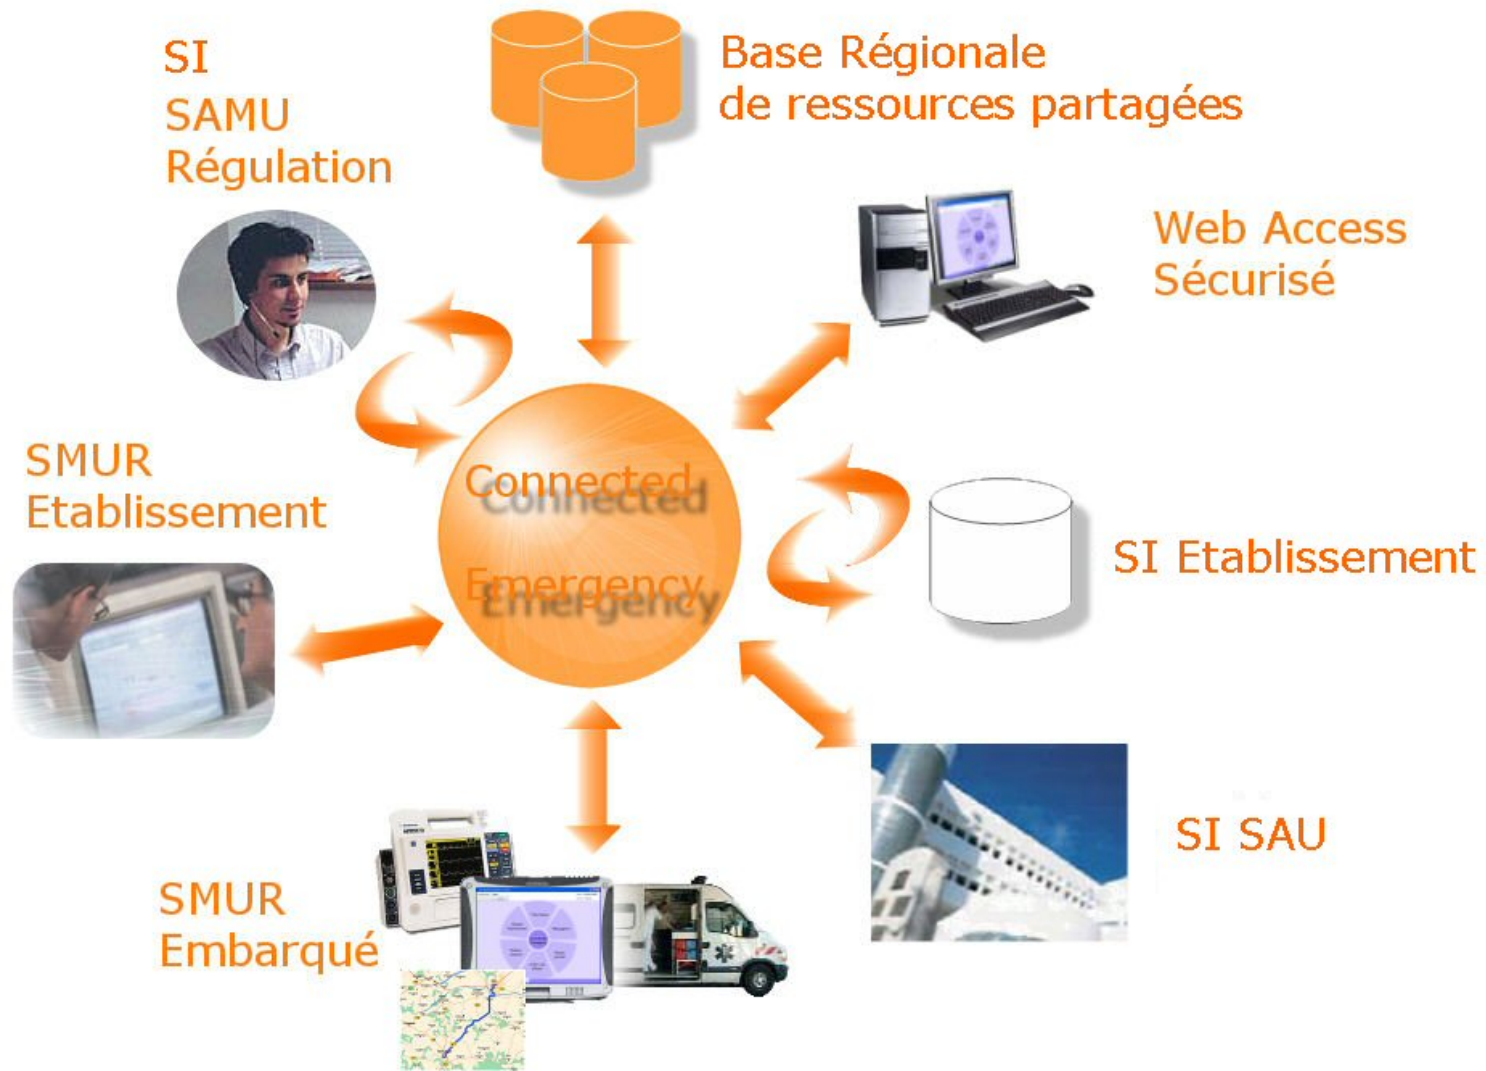 SI
SAMU
Régulation
Base Régionale
de ressources partagées
Web Access
Sécurisé
SMUR
Etablissement
Connected
Emergency
SI Etablissement
SI SAU
SMUR
Embarqué